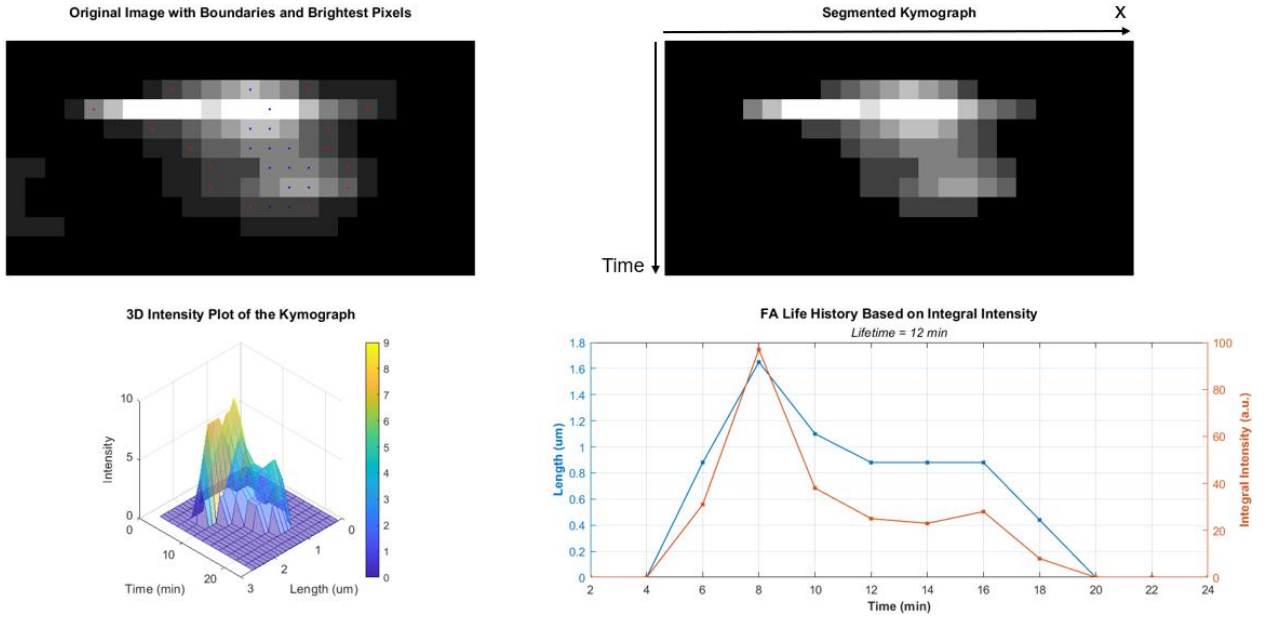 Original Image with Boundaries and Brightest Pixels
Segmented Kymograph
X
Time
3D Intensity Plot of the Kymograph
10
5
0
Intensity
0
10
20
Time (min)
3
2
1
0
Length (um)
9
8
7
6
5
4
3
2
1
0
FA Life History Based on Integral Intensity
Lifetime = 12 min
1.8
1.6
1.4
1.2
1
0.8
0.6
0.4
0.2
0
Length (um)
100
80
60
40
20
0
Integral Intensity (a.u.)
2 4 6 8 10 12 14 16 18 20 22 24
Time (min)